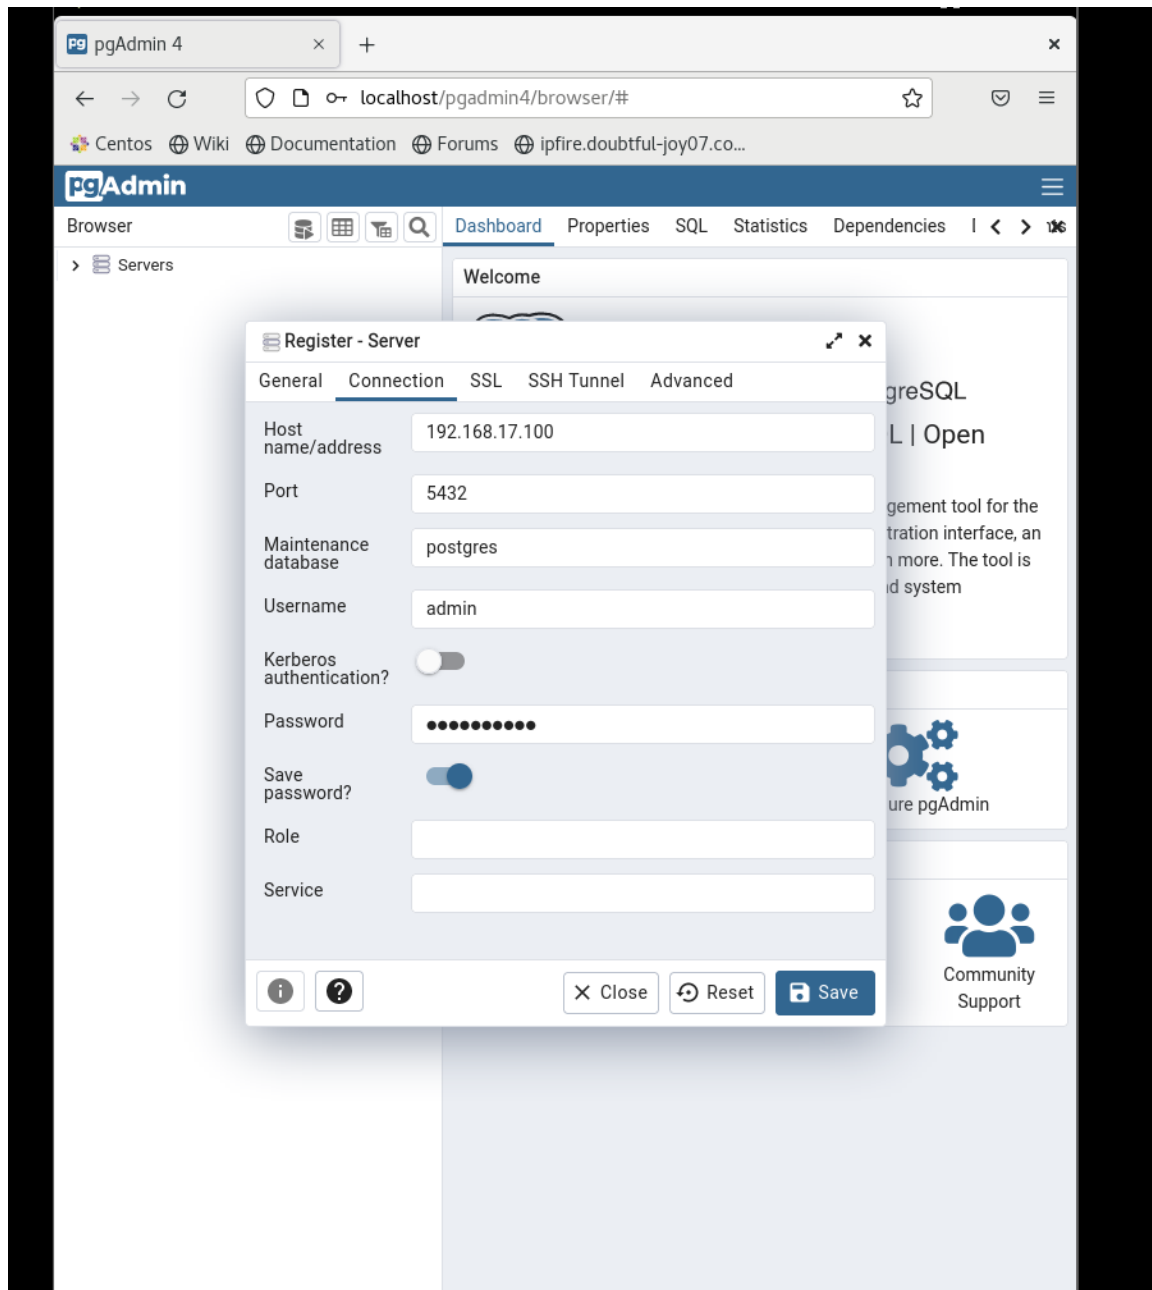 pgAdmin 4
localhost/pgadmin4/browser/#
Centos Wiki Documentation Forums ipfire.doubtful-joy07.co...
pgAdmin
Browser
Dashboard Properties SQL Statistics Dependencies
Servers
Welcome
Register - Server
General Connection SSL SSH Tunnel Advanced
greSQL
Host
name/address
192.168.17.100
L | Open
Port
5432
gement tool for the
tration interface, an
Maintenance
database
postgres
more. The tool is
d system
Username
admin
Kerberos
authentication?
Password
Save
password?
ure pgAdmin
Role
Service
Community
Support
Close Reset Save